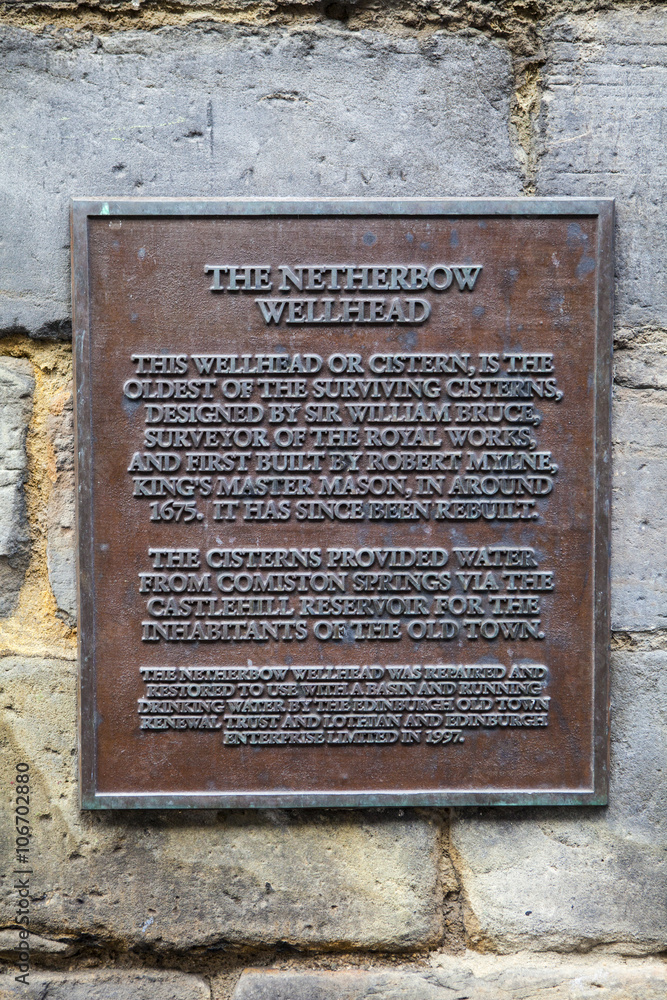 THE NETHERBOW
WELLHEAD
THIS WELLHEAD OR CISTERN, IS THE
OLDEST OF THE SURVIVING CISTERNS,
DESIGNED BY SIR WILLIAM BRUCE,
SURVEYOR OF THE ROYAL WORKS,
AND FIRST BUILT BY ROBERT MYLNE,
KING'S MASTER MASON, IN AROUND
1675. IT HAS SINCE BEEN REBUILT.
THE CISTERNS PROVIDED WATER
FROM COMISTON SPRINGS VIA THE
CASTLEHILL RESERVOIR FOR THE
INHABITANTS OF THE OLD TOWN.
THE NETHERBOW WELLHEAD WAS REPAIRED AND
RESTORED TO USE WITH A BASIN AND RUNNING
DRINKING WATER BY THE EDINBURGH OLD TOWN
RENEWAL TRUST AND LOTHIAN AND EDINBURGH
ENTERPRISE LIMITED IN 1997.
106702880